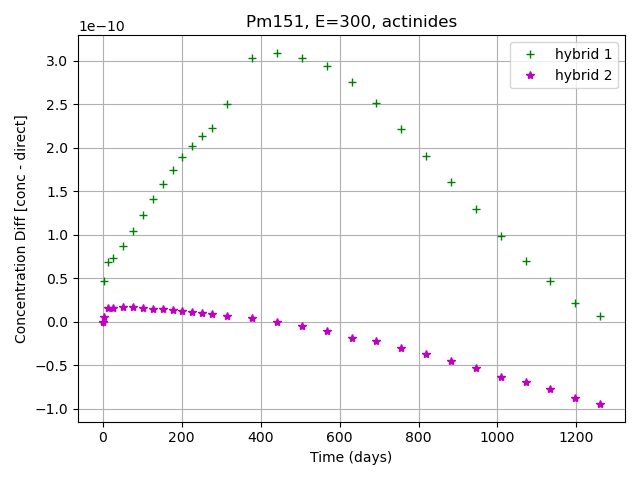 Pm151, E=300, actinides
1e−10
hybrid 1
hybrid 2
3.0
2.5
2.0
1.5
1.0
0.5
0.0
−0.5
−1.0
Concentration Diff [conc - direct]
0 200 400 600 800 1000 1200
Time (days)